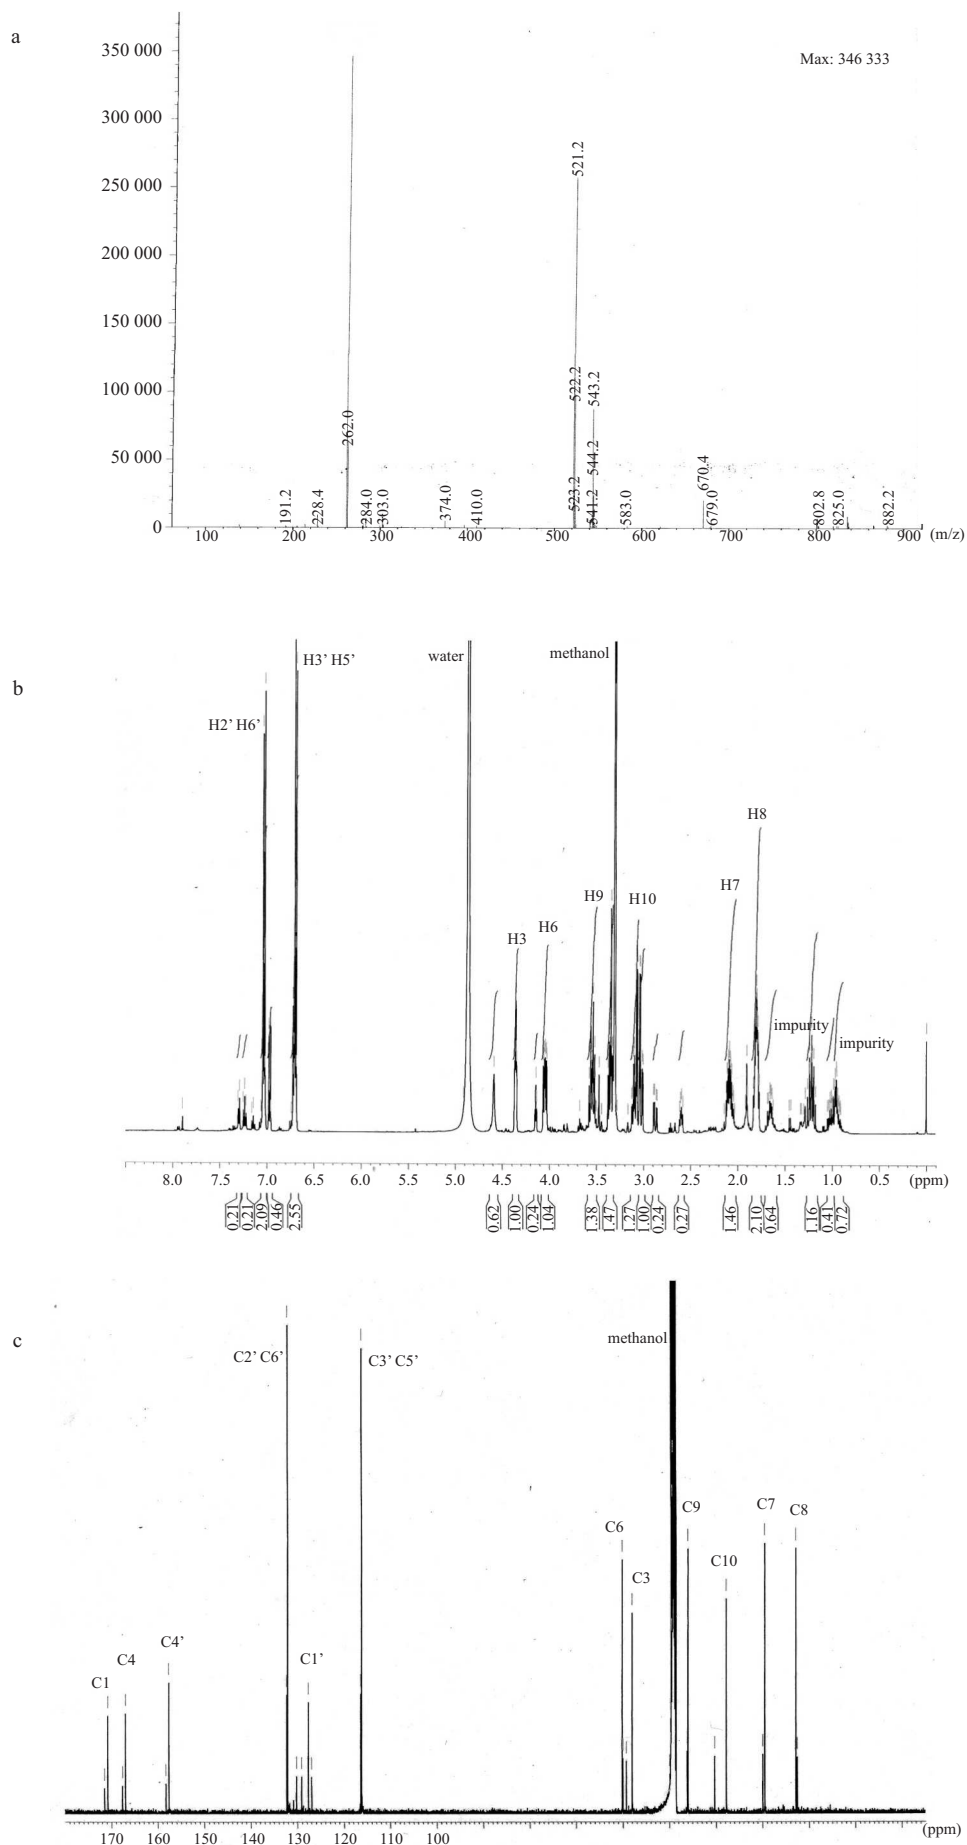 a
350 000
Max: 346 333
300 000
250 000
521.2
200 000
150 000
100 000
522.2
543.2
50 000
262.0
544.2
670.4
523.2
0
191.2
228.4
284.0
303.0
374.0
410.0
541.2
583.0
679.0
802.8
825.0
882.2
100 200 300 400 500 600 700 800 900 (m/z)
b
water
methanol
H3’ H5’
H2’ H6’
H8
H9
H10
H7
H3
H6
impurity
impurity
8.0 7.0 6.5 5.5 5.0 4.5 4.0 3.5 3.0 2.5 2.0 1.5 1.0 0.5 (ppm)
0.21 0.21 2.09 0.46 2.55 0.62 1.00 0.24 1.04 1.38 1.47 1.27 1.00 0.24 0.27 1.46 2.10 0.64 1.16 0.41 0.72
c
methanol
C2’ C6’
C3’ C5’
C6
C9
C7
C8
C3
C10
C4’
C4
C1’
C1
170 160 150 140 130 120 110 100 (ppm)